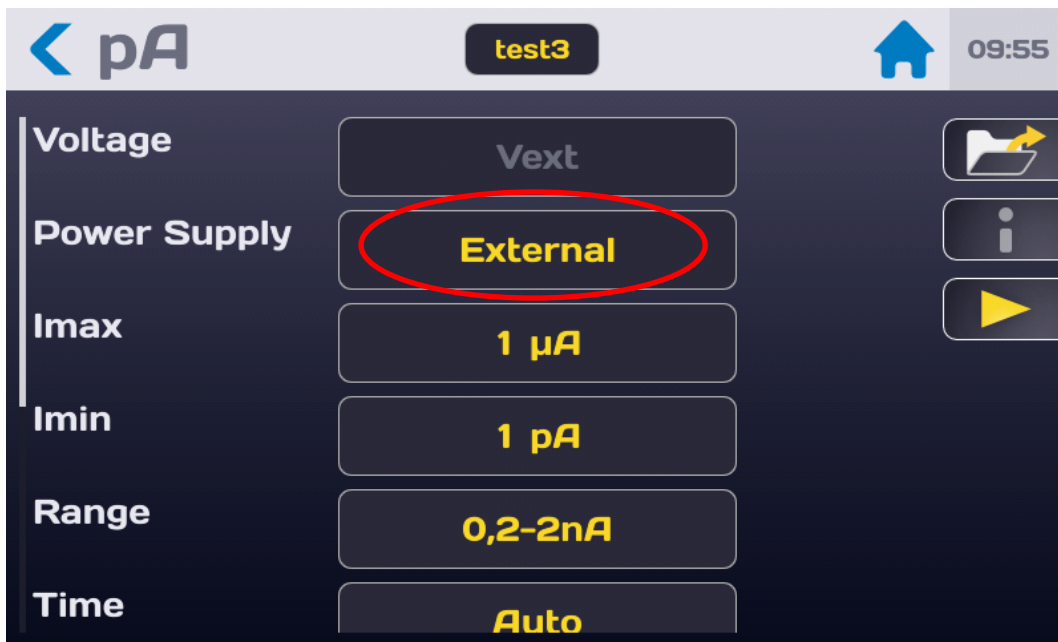 pA test3 09:55
Voltage Vext
Power Supply External
Imax 1 µA
Imin 1 pA
Range 0,2-2nA
Time Auto